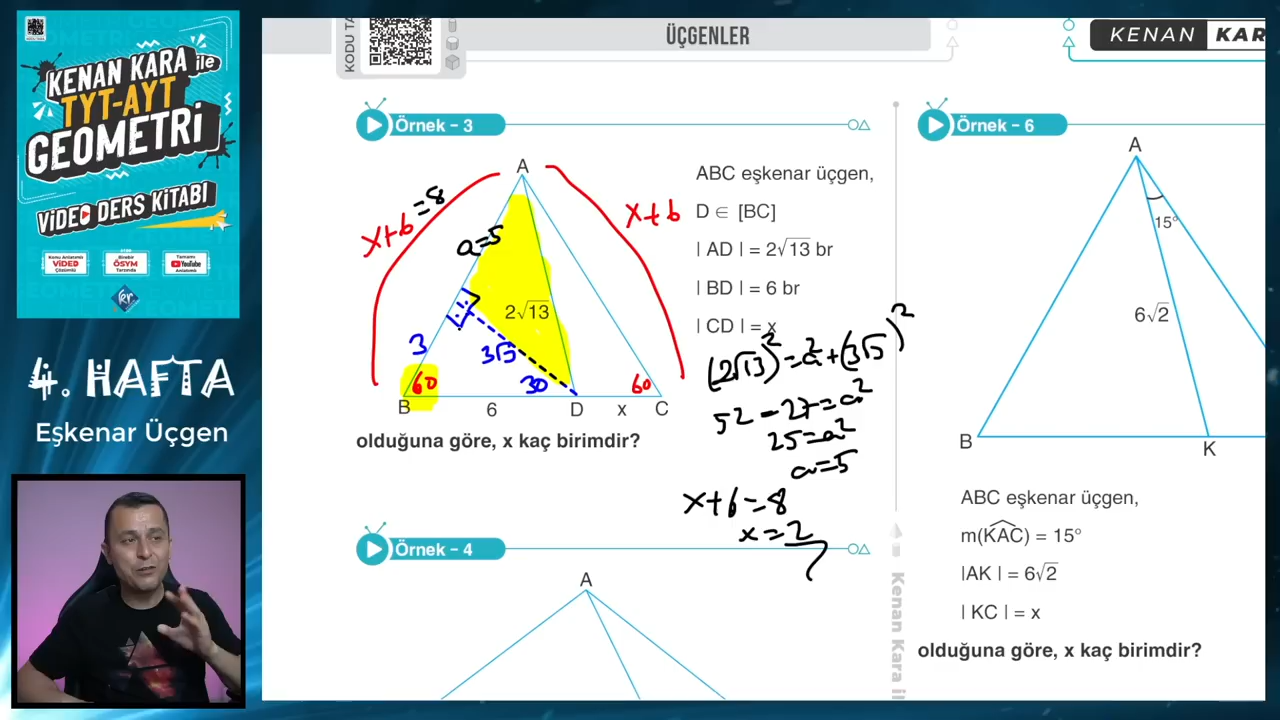 KENAN KARA ile
TYT-AYT
GEOMETRİ
VİDEO DERS KİTABI
4. HAFTA
Eşkenar Üçgen
KODU TA
ÜÇGENLER
KENAN KAR
Örnek - 3
A
x+6=8
a=5
x+6
2√13
3
3√3
60
30
60
B
6
D
x
C
ABC eşkenar üçgen,
D ∈ [BC]
| AD | = 2√13 br
| BD | = 6 br
| CD | = x
olduğuna göre, x kaç birimdir?
(2√13)²=a²+(3√3)²
52-27=a²
25=a²
a=5
x+6=8
x=2
Örnek - 4
A
Örnek - 6
A
15°
6√2
B
K
ABC eşkenar üçgen,
m(KAC) = 15°
|AK | = 6√2
| KC | = x
olduğuna göre, x kaç birimdir?
Kenan Kara il